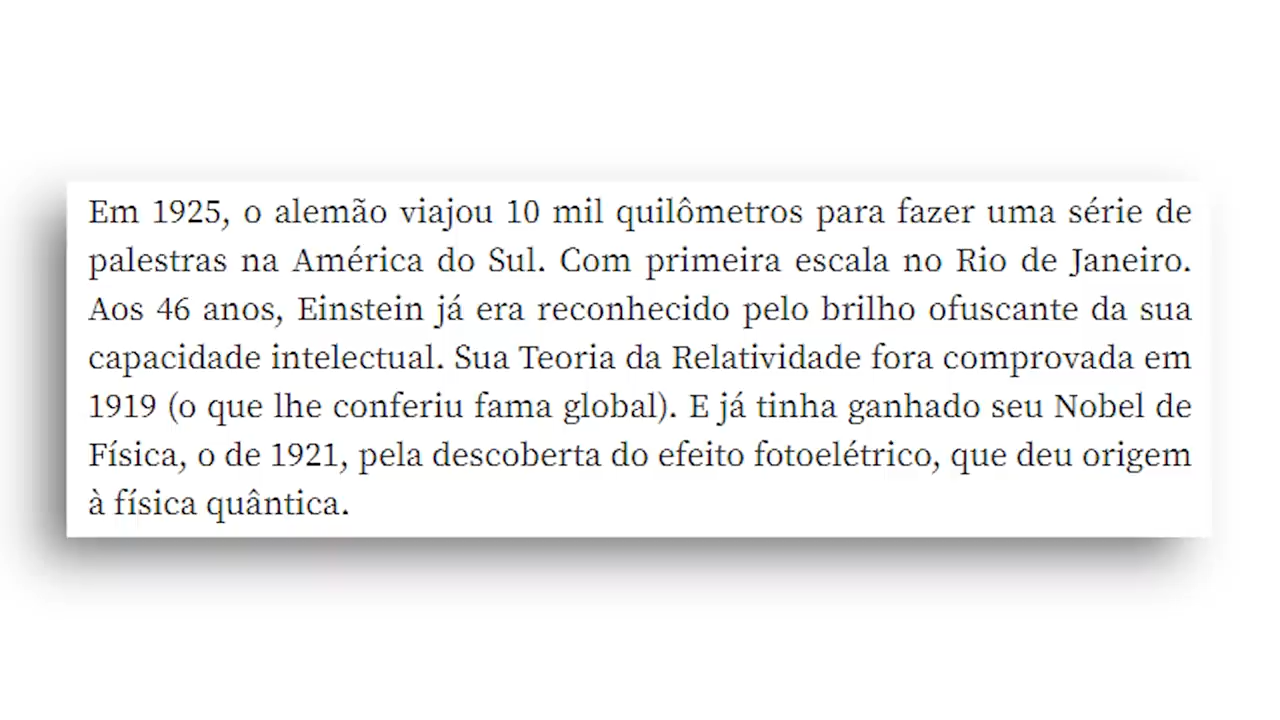 Em 1925, o alemão viajou 10 mil quilômetros para fazer uma série de
palestras na América do Sul. Com primeira escala no Rio de Janeiro.
Aos 46 anos, Einstein já era reconhecido pelo brilho ofuscante da sua
capacidade intelectual. Sua Teoria da Relatividade fora comprovada em
1919 (o que lhe conferiu fama global). E já tinha ganhado seu Nobel de
Física, o de 1921, pela descoberta do efeito fotoelétrico, que deu origem
à física quântica.